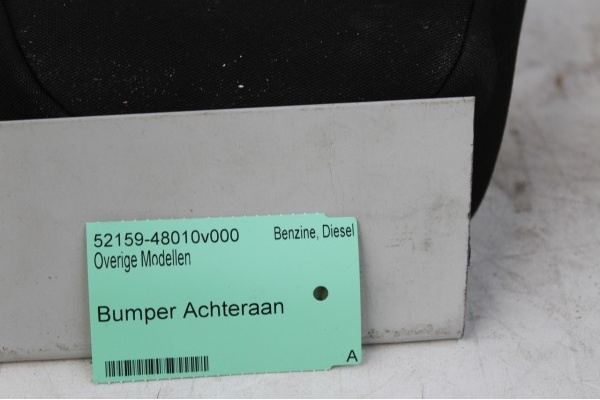 52159-48010v000 Benzine, Diesel
Overige Modellen
Bumper Achteraan
A